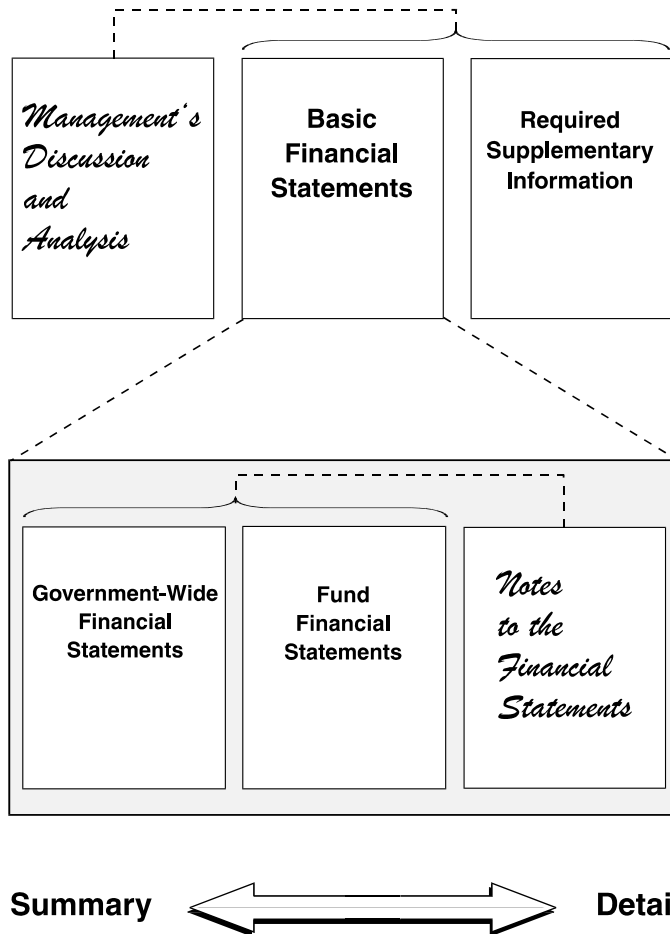 Management's
Discussion
and
Analysis
Basic
Financial
Statements
Required
Supplementary
Information
Government-Wide
Financial
Statements
Fund
Financial
Statements
Notes
to the
Financial
Statements
Summary
Detai